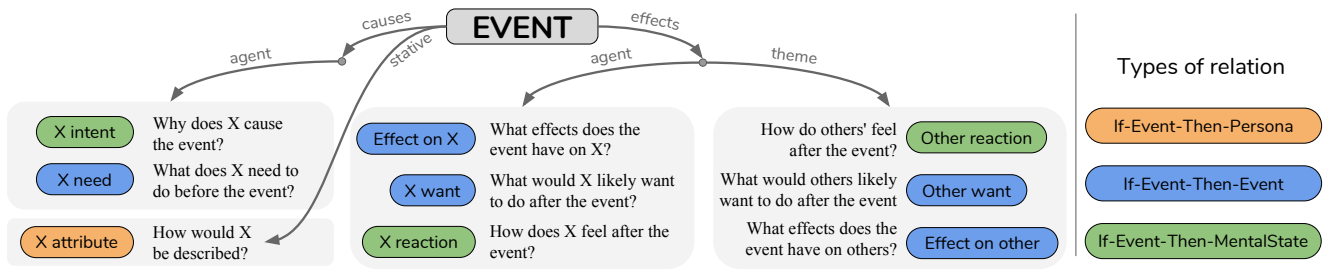 EVENT
causes
effects
stative
agent
agent
theme
X intent
Why does X cause
the event?
X need
What does X need to
do before the event?
X attribute
How would X
be described?
Effect on X
What effects does the
event have on X?
X want
What would X likely want
to do after the event?
X reaction
How does X feel after the
event?
How do others' feel
after the event?
Other reaction
What would others likely
want to do after the event
Other want
What effects does the
event have on others?
Effect on other
Types of relation
If-Event-Then-Persona
If-Event-Then-Event
If-Event-Then-MentalState